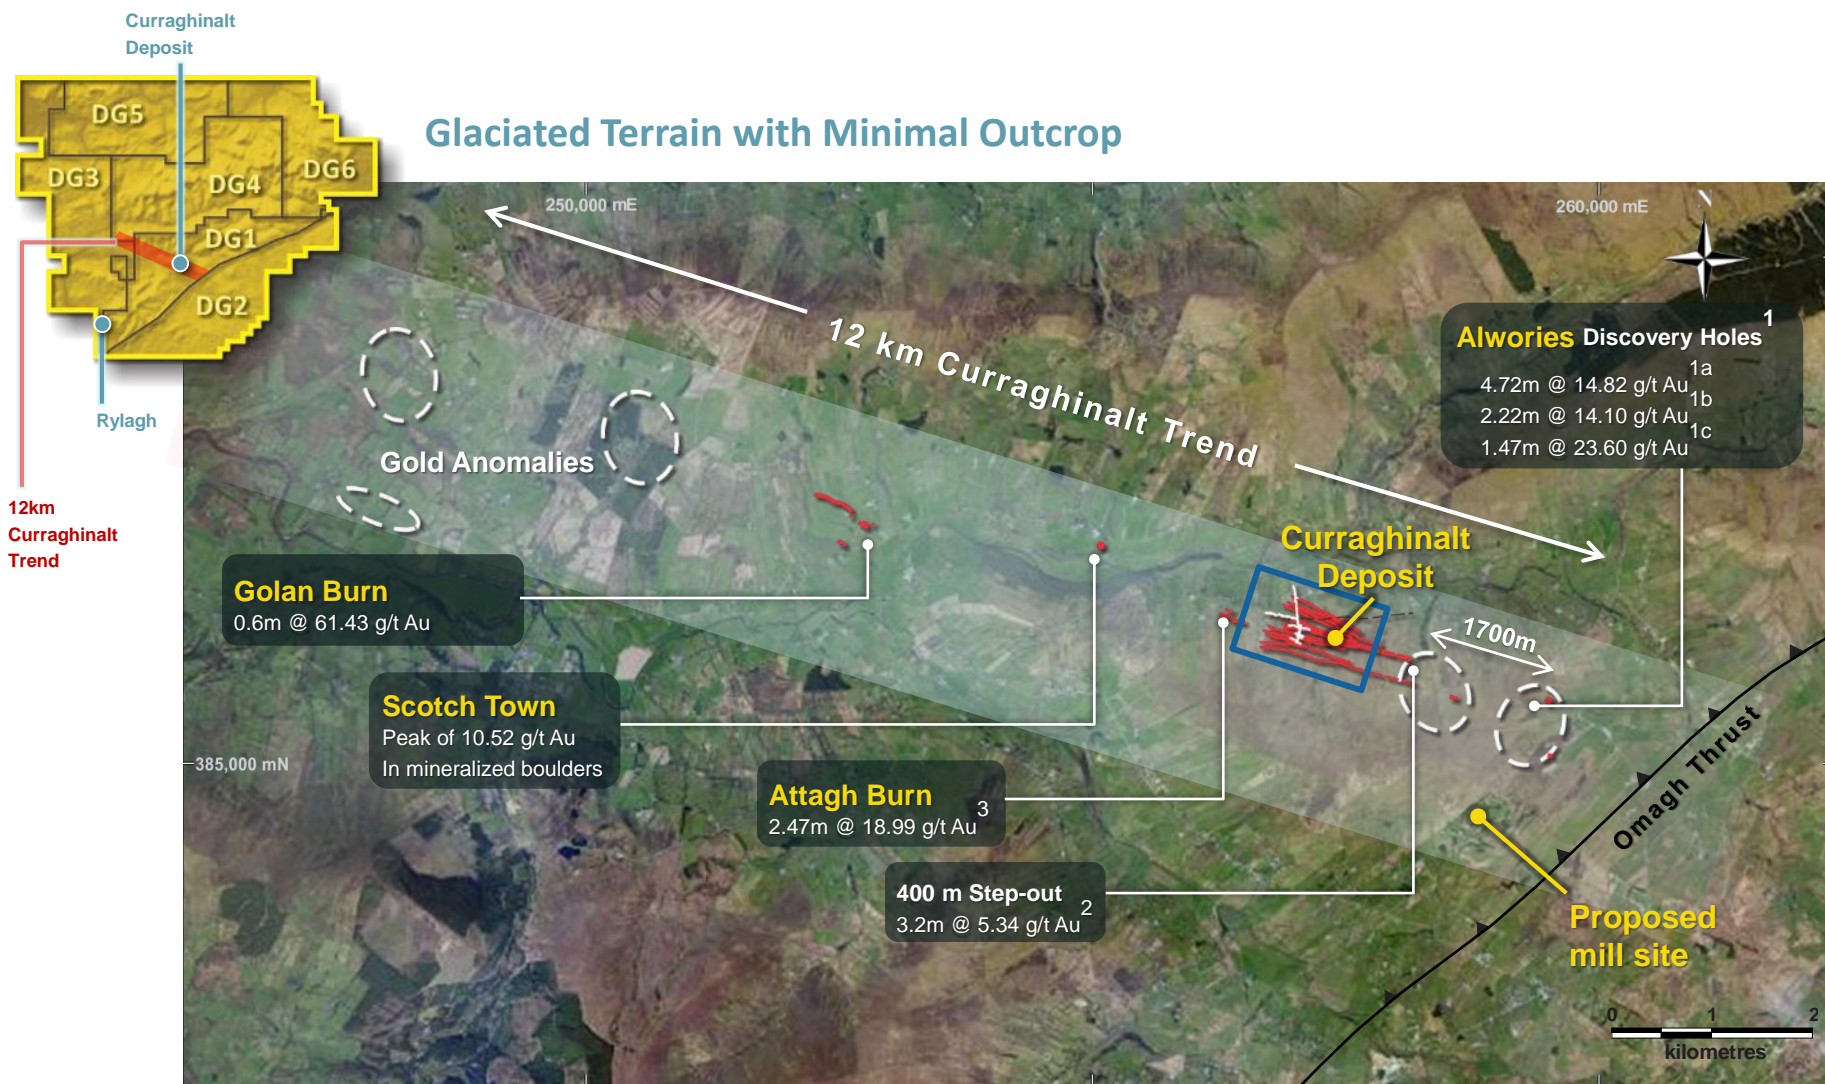 Curraghinalt
Deposit
DG5
DG3
DG4
DG6
DG1
DG2
Rylagh
12km
Curraghinalt
Trend
Glaciated Terrain with Minimal Outcrop
250,000 mE
260,000 mE
N
12 km Curraghinalt Trend
Alwories Discovery Holes 1
4.72m @ 14.82 g/t Au 1a
2.22m @ 14.10 g/t Au 1b
1.47m @ 23.60 g/t Au 1c
Gold Anomalies
Curraghinalt
Deposit
Golan Burn
0.6m @ 61.43 g/t Au
1700m
Scotch Town
Peak of 10.52 g/t Au
In mineralized boulders
385,000 mN
Attagh Burn
2.47m @ 18.99 g/t Au 3
Omagh Thrust
400 m Step-out
3.2m @ 5.34 g/t Au 2
Proposed
mill site
0 1 2
kilometres